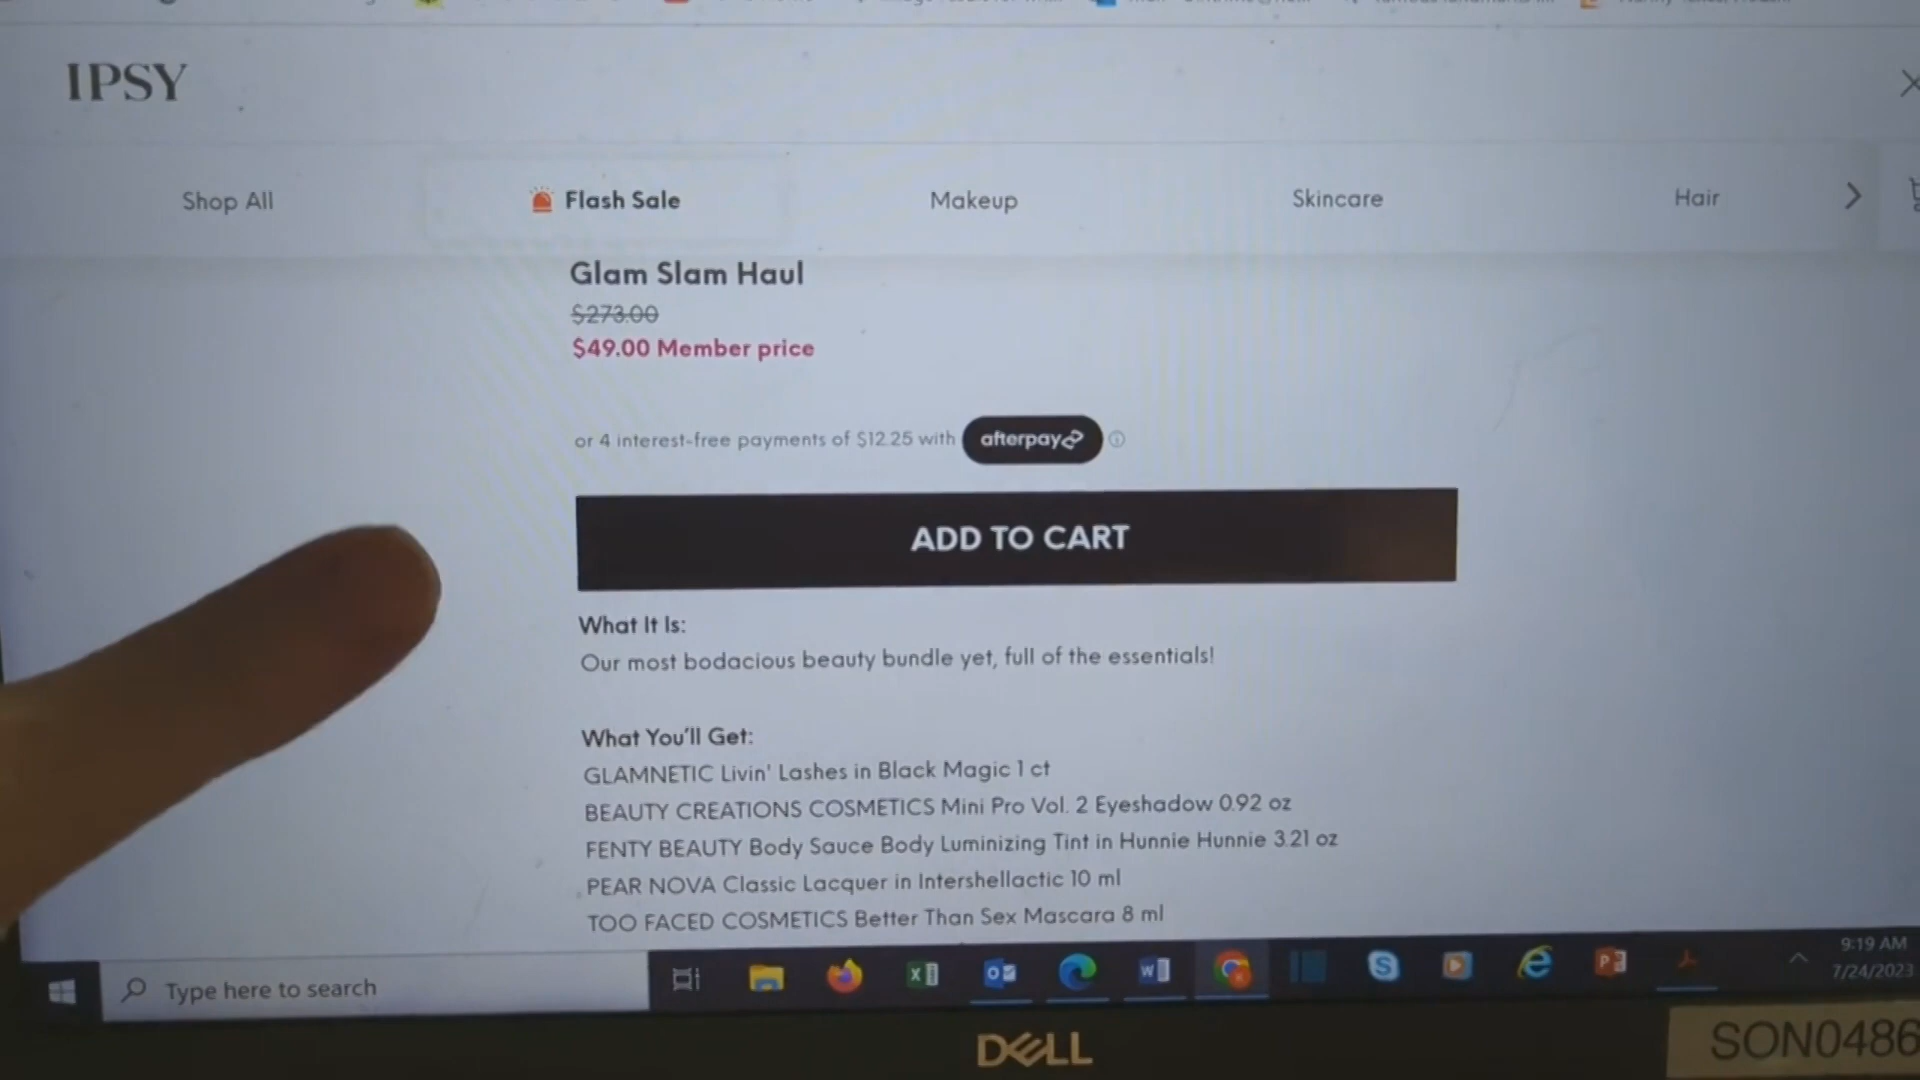 IPSY
Shop All
Flash Sale
Makeup
Skincare
Hair
Glam Slam Haul
$273.00
$49.00 Member price
or 4 interest-free payments of $12.25 with afterpay
ADD TO CART
What It Is:
Our most bodacious beauty bundle yet, full of the essentials!
What You'll Get:
GLAMNETIC Livin' Lashes in Black Magic 1 ct
BEAUTY CREATIONS COSMETICS Mini Pro Vol. 2 Eyeshadow 0.92 oz
FENTY BEAUTY Body Sauce Body Luminizing Tint in Hunnie Hunnie 3.21 oz
PEAR NOVA Classic Lacquer in Intershellactic 10 ml
TOO FACED COSMETICS Better Than Sex Mascara 8 ml
Type here to search
9:19 AM
7/24/2023
DELL
SON0486